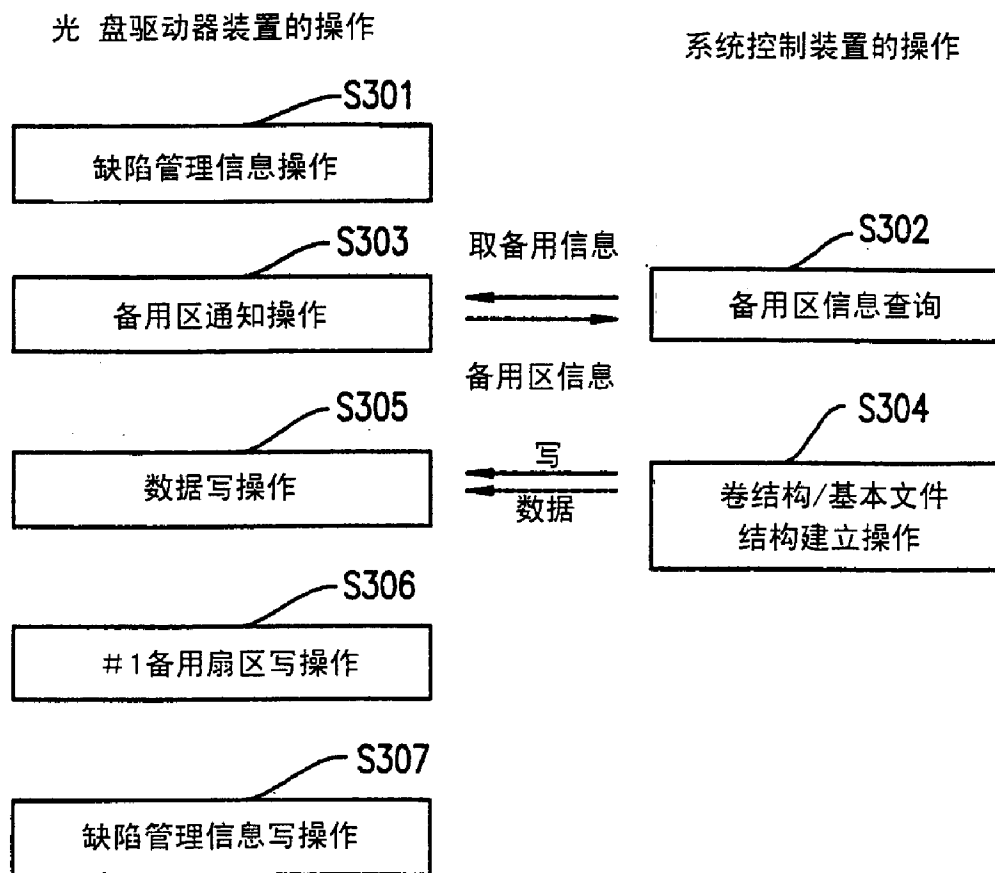 光 盘驱动器装置的操作
系统控制装置的操作
S301
缺陷管理信息操作
S303
取备用信息
S302
备用区通知操作
备用区信息查询
备用区信息
S305
S304
写
数据写操作
数据
卷结构/基本文件
结构建立操作
S306
#1备用扇区写操作
S307
缺陷管理信息写操作